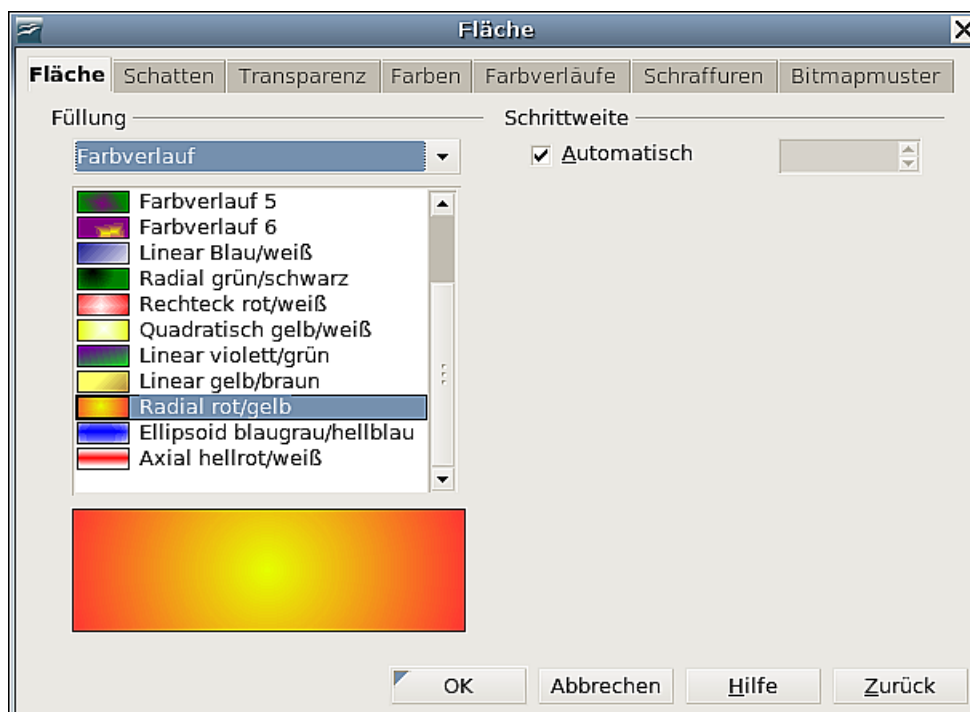 Fläche
Fläche Schatten Transparenz Farben Farbverläufe Schraffuren Bitmapmuster
Füllung
Farbverlauf
Farbverlauf 5
Farbverlauf 6
Linear Blau/weiß
Radial grün/schwarz
Rechteck rot/weiß
Quadratisch gelb/weiß
Linear violett/grün
Linear gelb/braun
Radial rot/gelb
Ellipsoid blaugrau/hellblau
Axial hellrot/weiß
Schrittweite
Automatisch
OK Abbrechen Hilfe Zurück